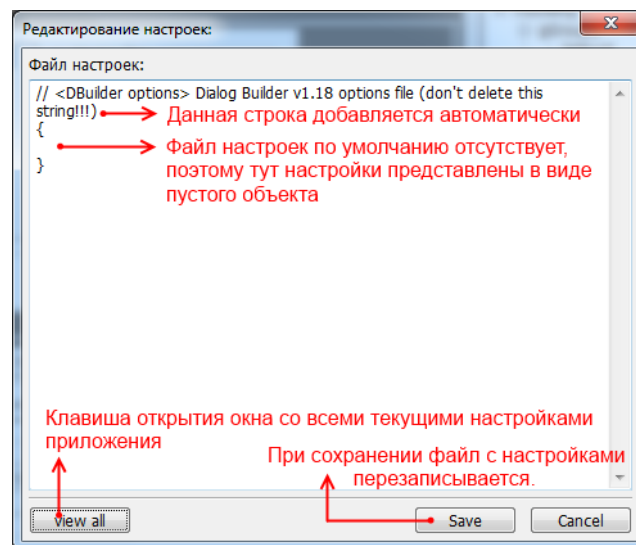 Редактирование настроек:
Файл настроек:
// <DBuilder options> Dialog Builder v1.18 options file (don't delete this
string!!!)
Данная строка добавляется автоматически
{
Файл настроек по умолчанию отсутствует,
поэтому тут настройки представлены в виде
пустого объекта
}
Клавиша открытия окна со всеми текущими настройками
приложения
При сохранении файл с настройками
перезаписывается.
view all
Save
Cancel